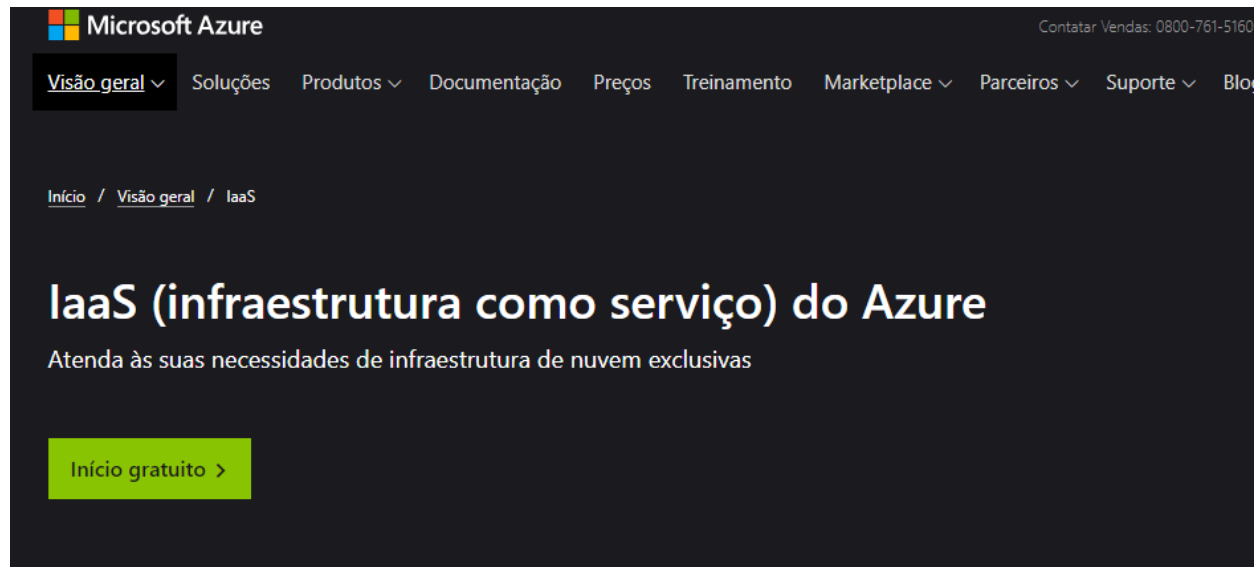 Microsoft Azure
Contatar Vendas: 0800-761-5160
Visão geral Soluções Produtos Documentação Preços Treinamento Marketplace Parceiros Suporte Blog
Início / Visão geral / IaaS
IaaS (infraestrutura como serviço) do Azure
Atenda às suas necessidades de infraestrutura de nuvem exclusivas
Início gratuito >